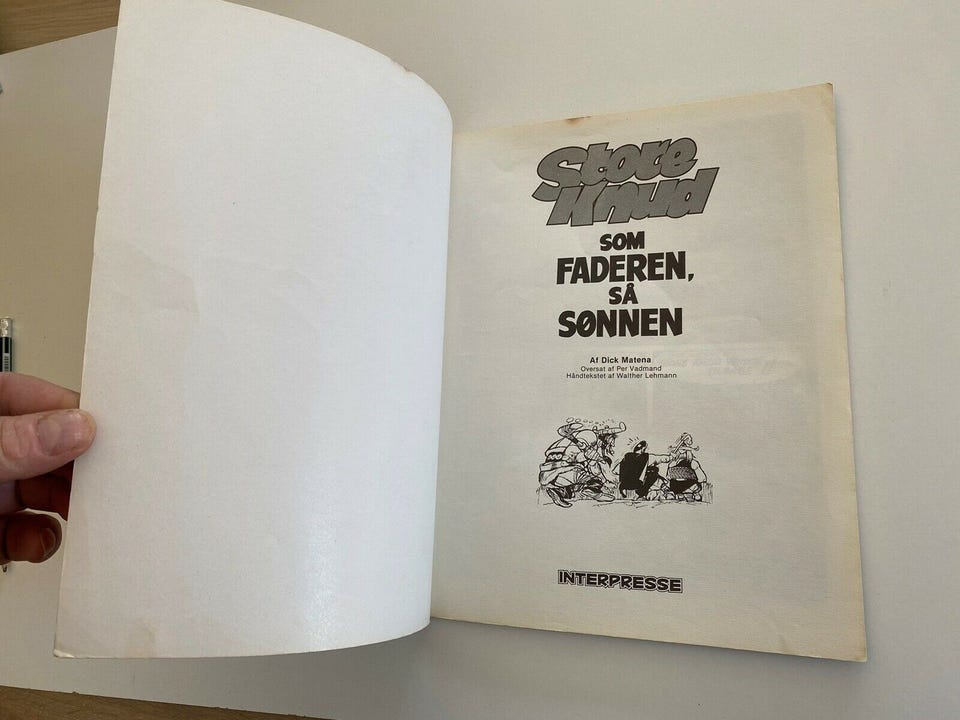 Store
Knud
SOM
FADEREN,
SÅ
SØNNEN
Af Dick Matena
Oversat af Per Vadmand
Håndtekstet af Walther Lehmann
INTERPRESSE